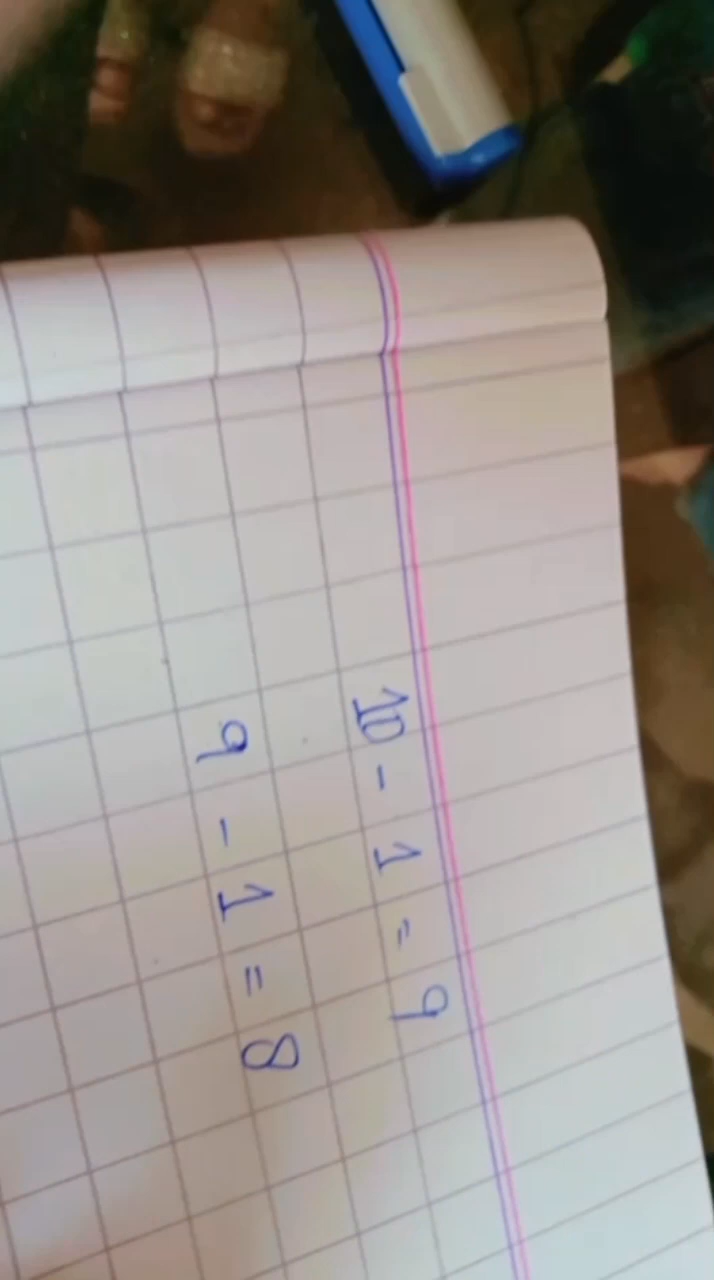 10 - 1 = 9
9 - 1 = 8